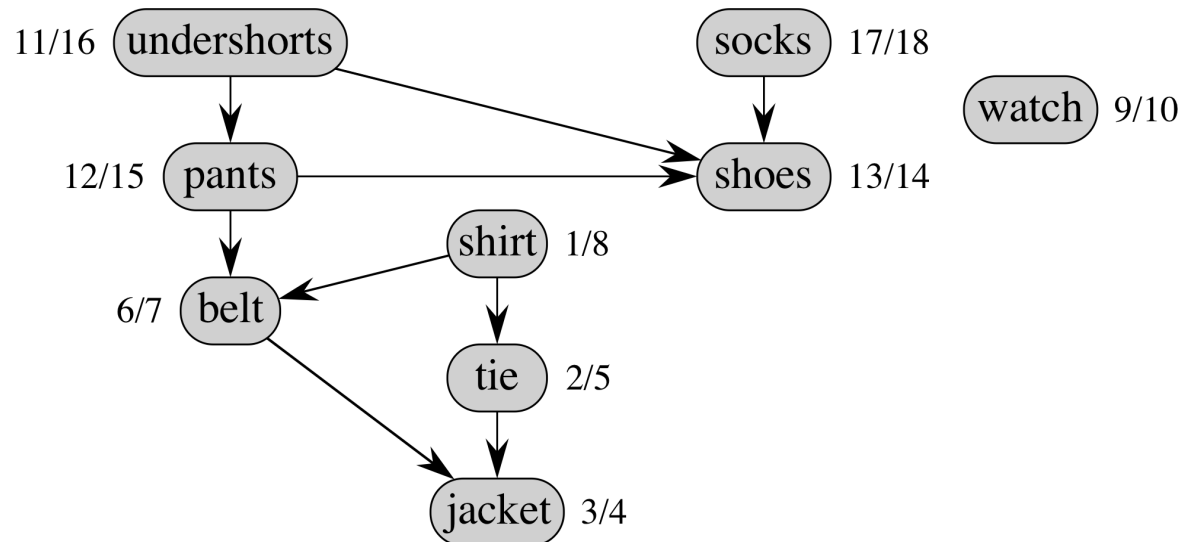 11/16 undershorts socks 17/18
watch 9/10
12/15 pants shoes 13/14
shirt 1/8
6/7 belt
tie 2/5
jacket 3/4